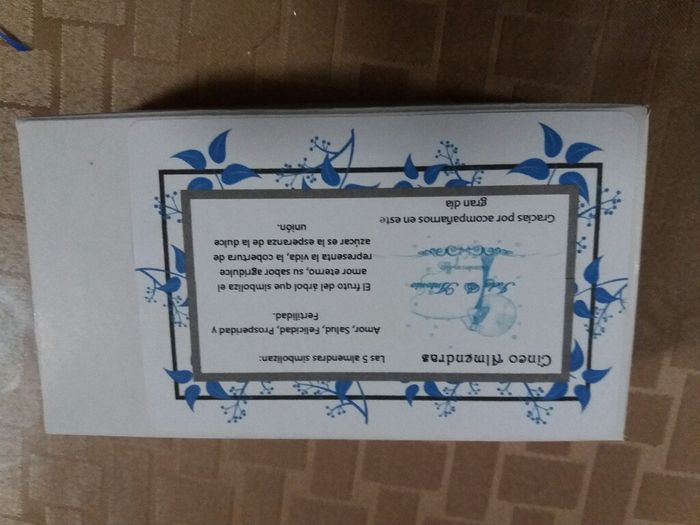 Cinco Almendras
Gracias por acompañarnos en este
gran día
Las 5 almendras simbolizan:
Amor, Salud, Felicidad, Prosperidad y
Fertilidad.
El fruto del árbol que simboliza el
amor eterno, su sabor agridulce
representa la vida, la cobertura de
azúcar es la esperanza de la dulce
unión.